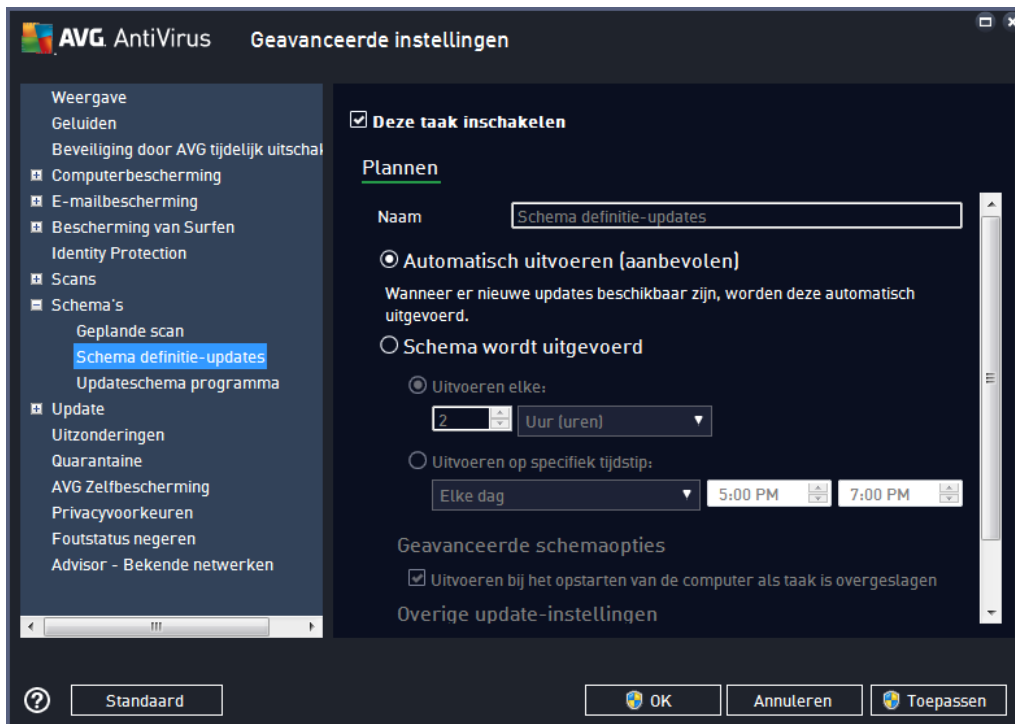 AVG AntiVirus Geavanceerde instellingen
Weergave
Geluiden
Beveiliging door AVG tijdelijk uitschak
Computerbescherming
E-mailbescherming
Bescherming van Surfen
Identity Protection
Scans
Schema's
Geplande scan
Schema definitie-updates
Updateschema programma
Update
Uitzonderingen
Quarantaine
AVG Zelfbescherming
Privacyvoorkeuren
Foutstatus negeren
Advisor - Bekende netwerken
Deze taak inschakelen
Plannen
Naam Schema definitie-updates
Automatisch uitvoeren (aanbevolen)
Wanneer er nieuwe updates beschikbaar zijn, worden deze automatisch
uitgevoerd.
Schema wordt uitgevoerd
Uitvoeren elke:
2 Uur (uren)
Uitvoeren op specifiek tijdstip:
Elke dag 5:00 PM 7:00 PM
Geavanceerde schemaopties
Uitvoeren bij het opstarten van de computer als taak is overgeslagen
Overige update-instellingen
? Standaard OK Annuleren Toepassen